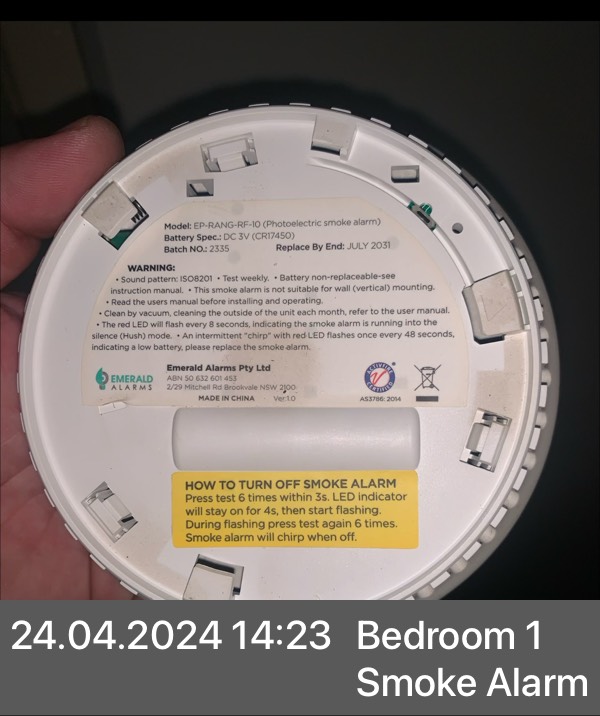 Model: EP-RANG-RF-10 (Photoelectric smoke alarm)
Battery Spec.: DC 3V (CR17450)
Batch NO.: 2335 Replace By End: JULY 2031
WARNING:
• Sound pattern: ISO8201 • Test weekly. • Battery non-replaceable-see
instruction manual. • This smoke alarm is not suitable for wall (vertical) mounting.
• Read the users manual before installing and operating.
• Clean by vacuum, cleaning the outside of the unit each month, refer to the user manual.
• The red LED will flash every 8 seconds, indicating the smoke alarm is running into the
silence (Hush) mode. • An intermittent "chirp" with red LED flashes once every 48 seconds,
indicating a low battery, please replace the smoke alarm.
EMERALD
ALARMS
Emerald Alarms Pty Ltd
ABN 50 632 601 453
2/29 Mitchell Rd Brookvale NSW 2100
MADE IN CHINA Ver:1.0
AS3786: 2014
HOW TO TURN OFF SMOKE ALARM
Press test 6 times within 3s. LED indicator
will stay on for 4s, then start flashing.
During flashing press test again 6 times.
Smoke alarm will chirp when off.
24.04.2024 14:23 Bedroom 1
Smoke Alarm